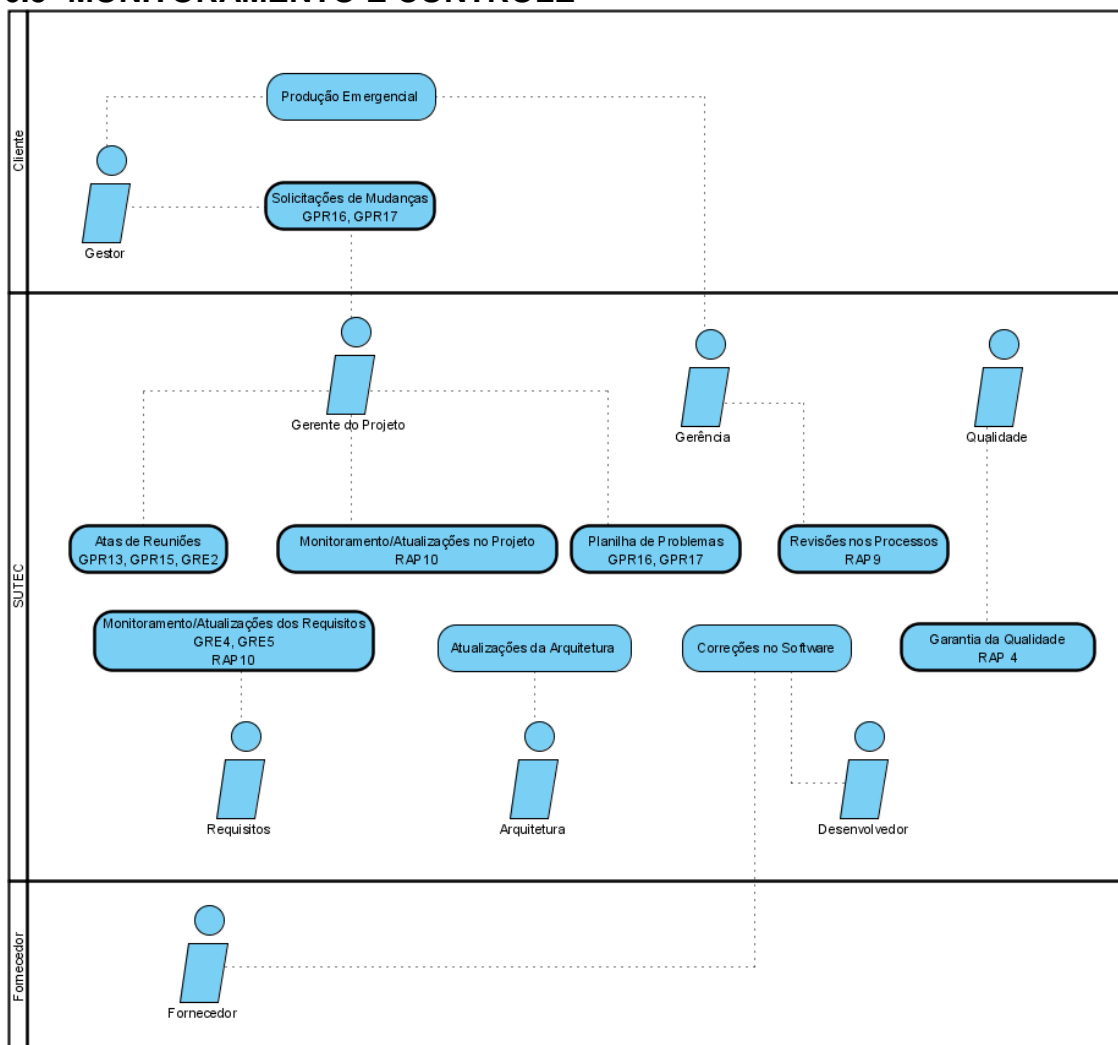 Cliente
Produção Emergencial
Solicitações de Mudanças
GPR16, GPR17
Gestor
SUTEC
Gerente do Projeto
Gerência
Qualidade
Atas de Reuniões
GPR13, GPR15, GRE2
Monitoramento/Atualizações no Projeto
RAP10
Planilha de Problemas
GPR16, GPR17
Revisões nos Processos
RAP9
Monitoramento/Atualizações dos Requisitos
GRE4, GRE5
RAP10
Atualizações da Arquitetura
Correções no Software
Garantia da Qualidade
RAP 4
Requisitos
Arquitetura
Desenvolvedor
Fornecedor
Fornecedor